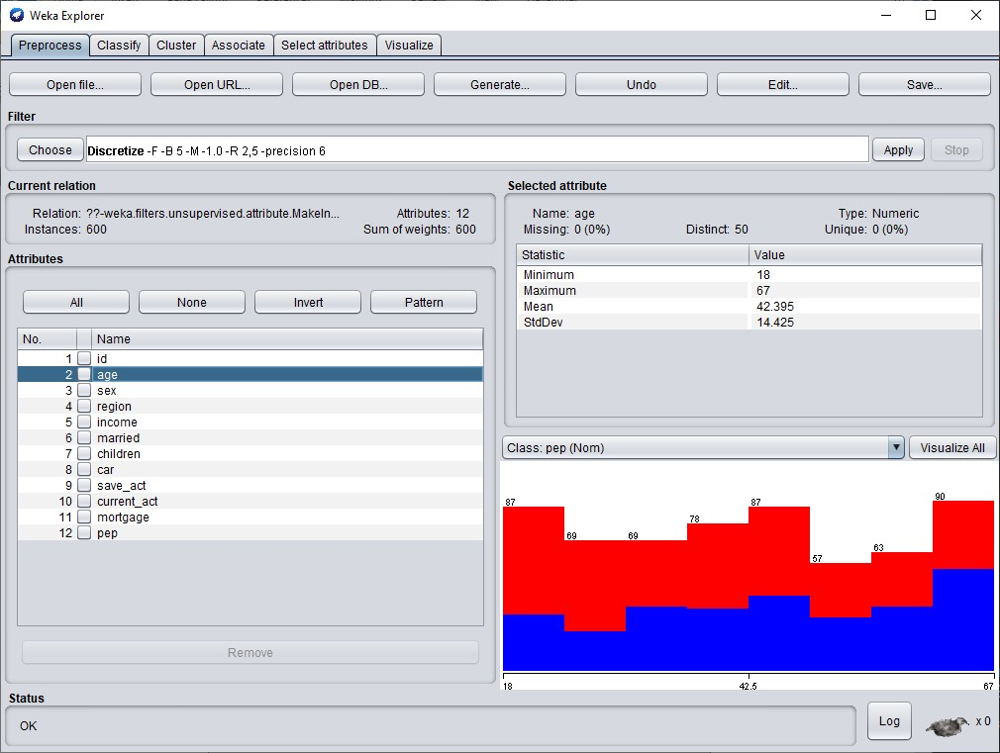 Weka Explorer
Preprocess Classify Cluster Associate Select attributes Visualize
Open file... Open URL... Open DB... Generate... Undo Edit... Save...
Filter
Choose Discretize -F -B 5 -M -1.0 -R 2,5 -precision 6 Apply Stop
Current relation
Relation: ??-weka.filters.unsupervised.attribute.MakeIn... Attributes: 12
Instances: 600 Sum of weights: 600
Attributes
All None Invert Pattern
No. Name
1 id
2 age
3 sex
4 region
5 income
6 married
7 children
8 car
9 save_act
10 current_act
11 mortgage
12 pep
Remove
Selected attribute
Name: age Type: Numeric
Missing: 0 (0%) Distinct: 50 Unique: 0 (0%)
Statistic Value
Minimum 18
Maximum 67
Mean 42.395
StdDev 14.425
Class: pep (Nom) Visualize All
87 69 69 78 87 57 63 90
18 42.5 67
Status
OK Log x 0